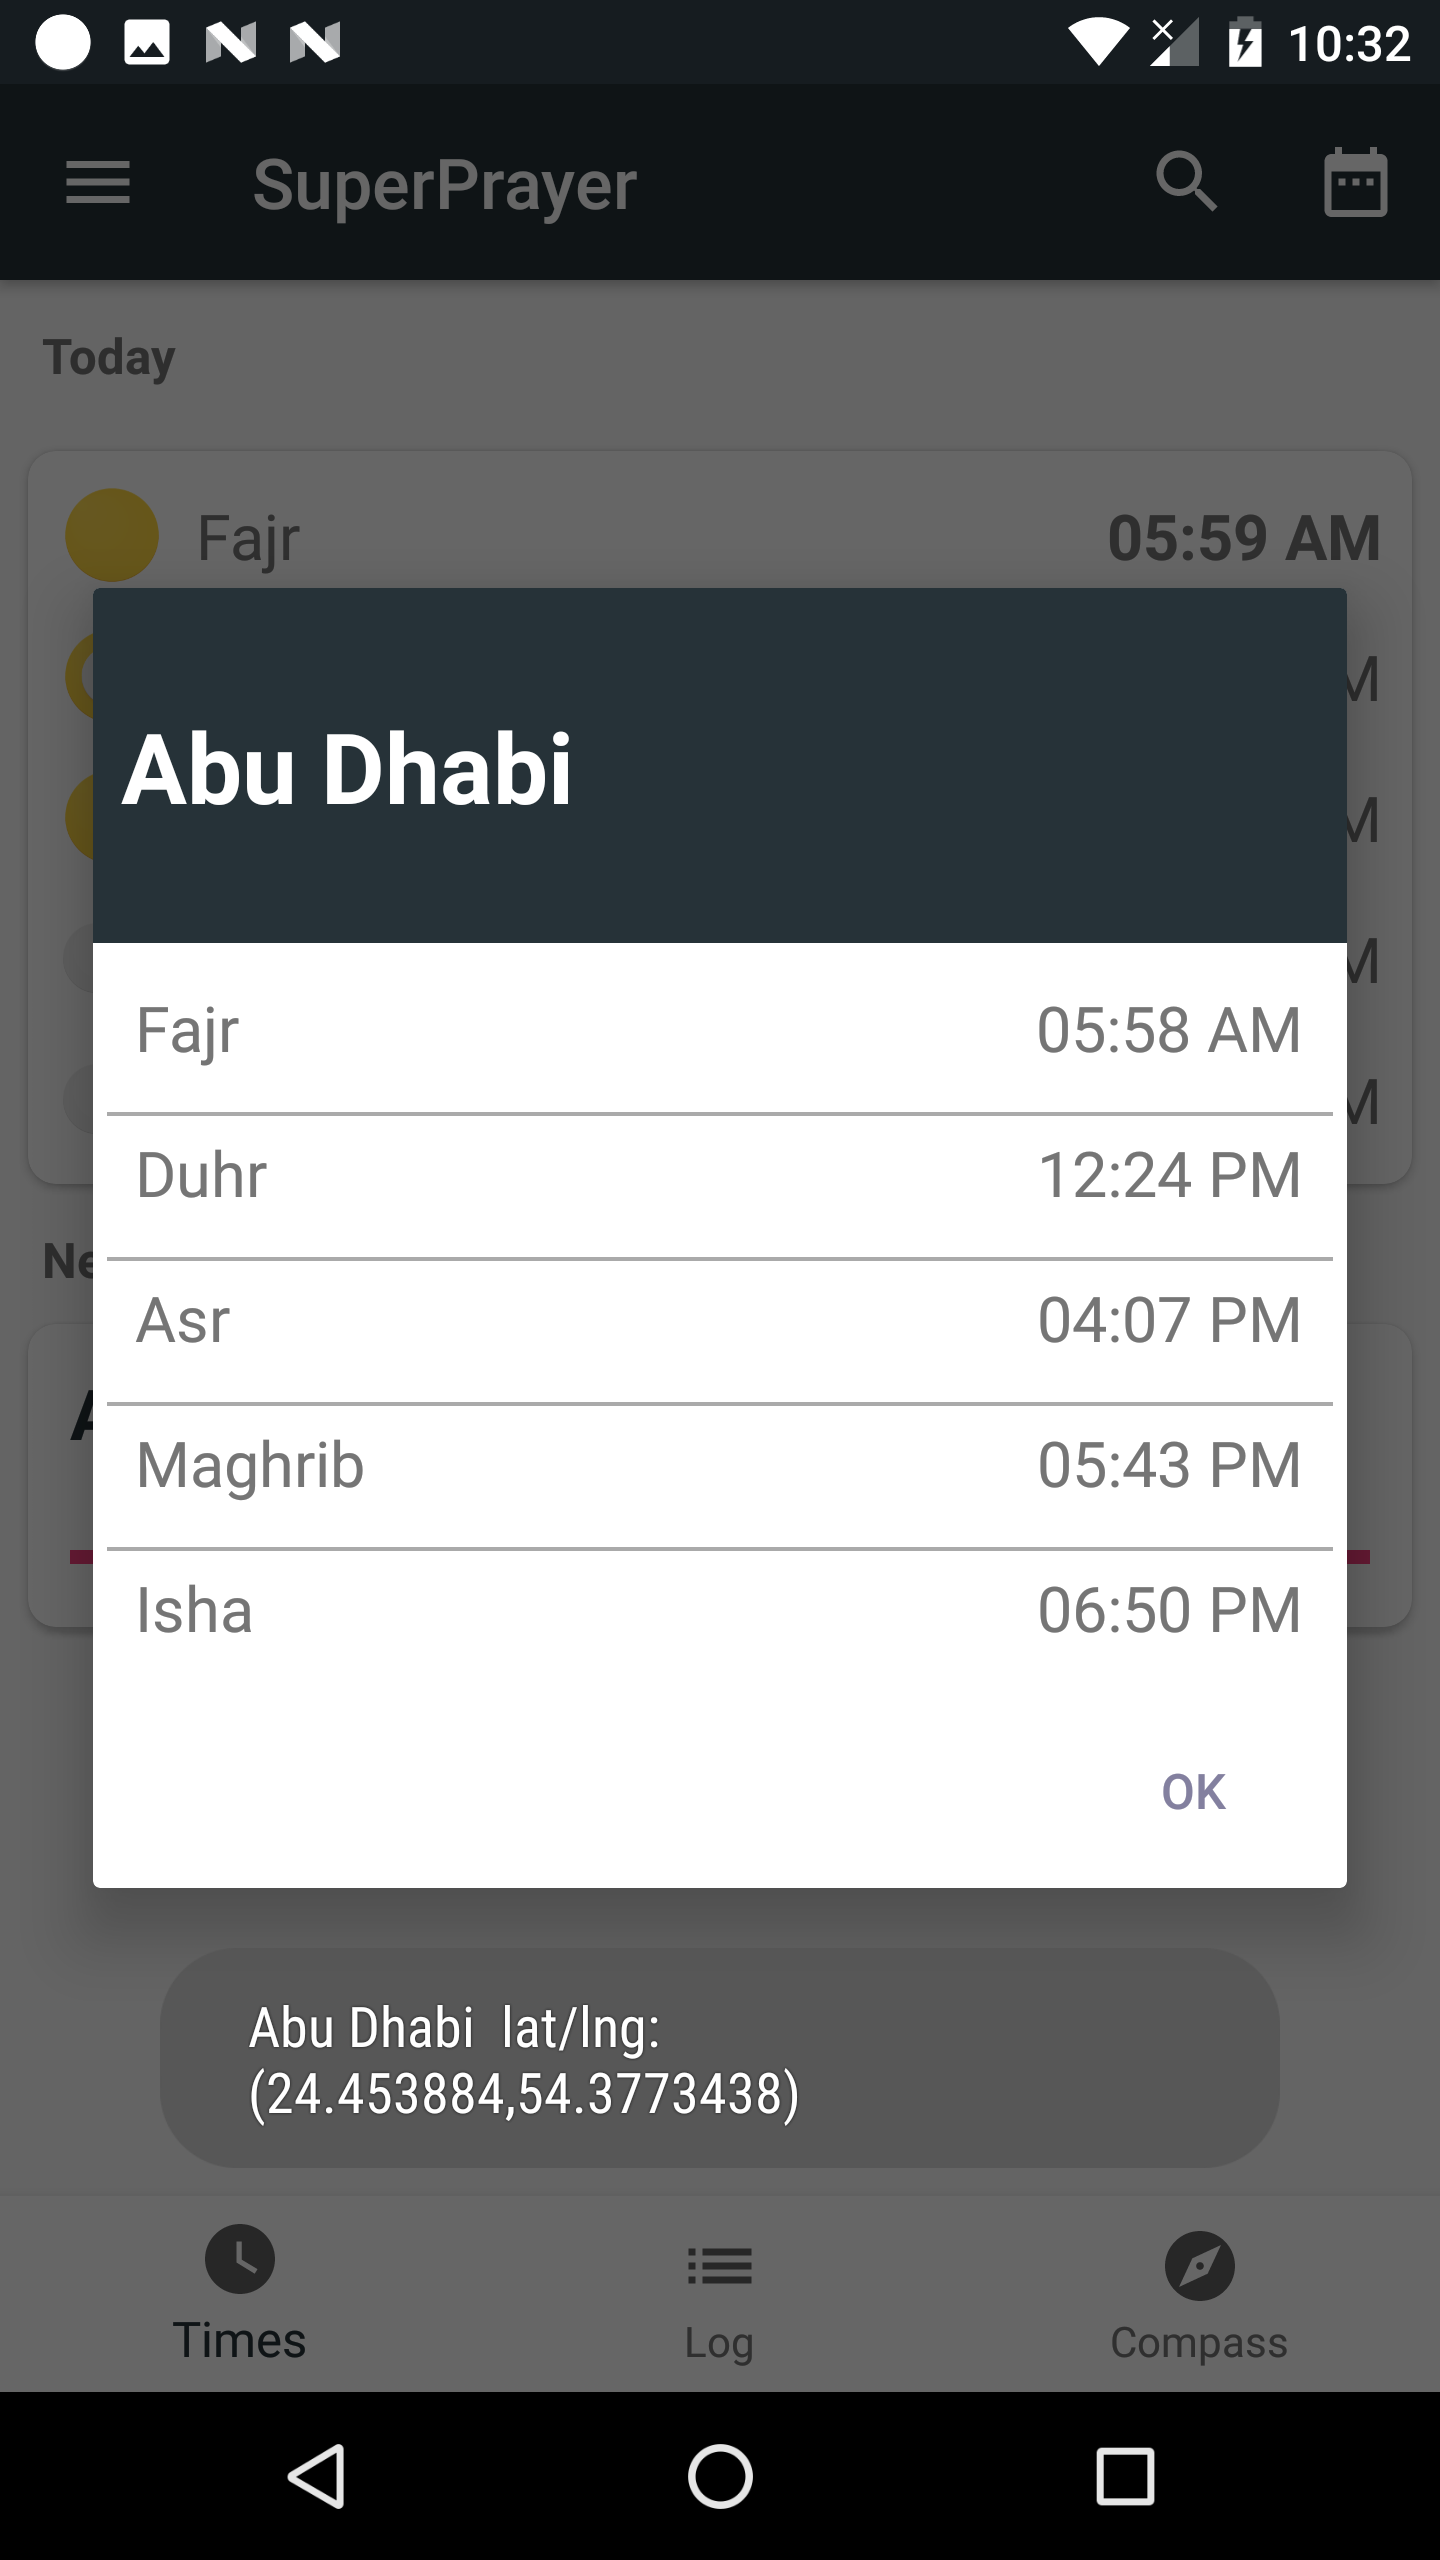 10:32
SuperPrayer
Today
Fajr 05:59 AM
Abu Dhabi
Fajr 05:58 AM
Duhr 12:24 PM
Asr 04:07 PM
Maghrib 05:43 PM
Isha 06:50 PM
OK
Abu Dhabi lat/lng:
(24.453884,54.3773438)
Times Log Compass